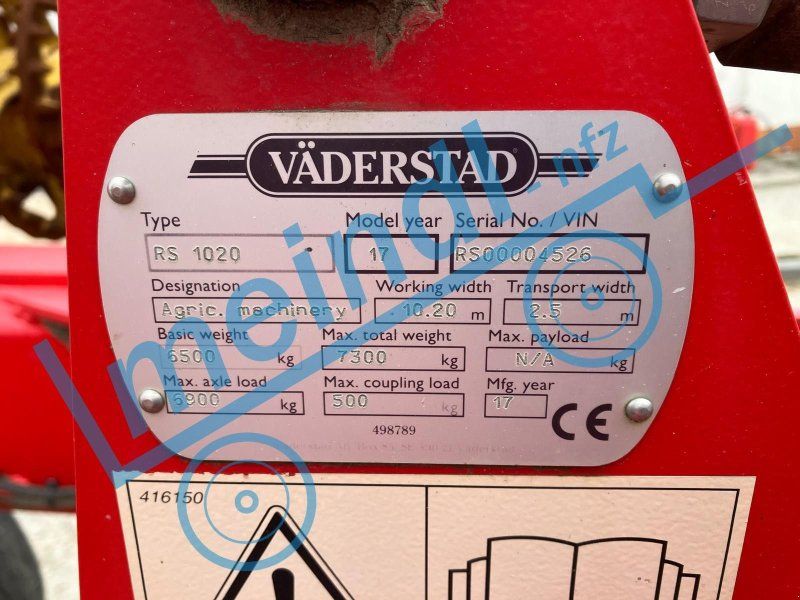 VÄDERSTAD
Type Model year Serial No. / VIN
RS 1020 17 RS00004526
Designation Working width Transport width
Agric. machinery 10.20 m 2.5 m
Basic weight Max. total weight Max. payload
6500 kg 7300 kg N/A kg
Max. axle load Max. coupling load Mfg. year
6900 kg 500 kg 17 CE
498789
416150
lmeindl-nfz